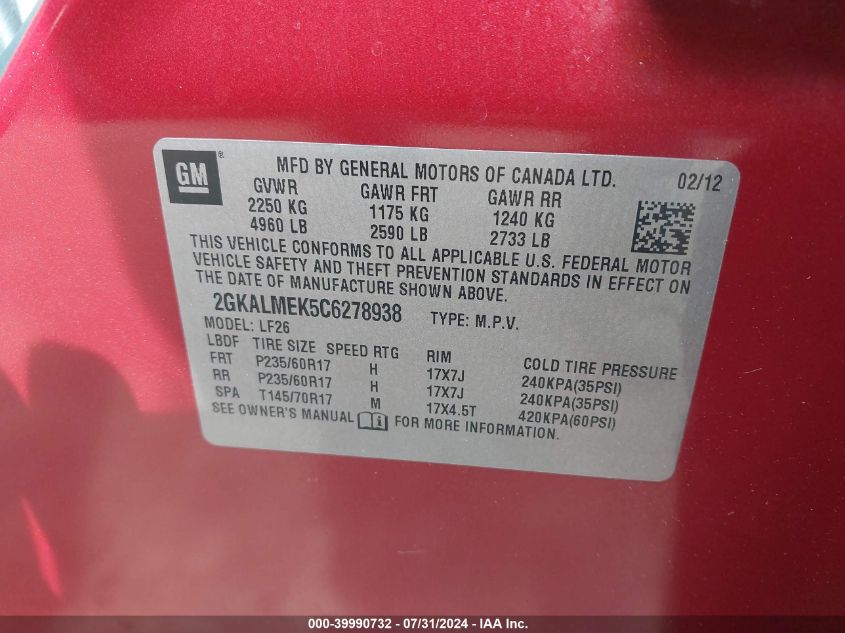 GM ® MFD BY GENERAL MOTORS OF CANADA LTD. 02/12
GVWR GAWR FRT GAWR RR
2250 KG 1175 KG 1240 KG
4960 LB 2590 LB 2733 LB
THIS VEHICLE CONFORMS TO ALL APPLICABLE U.S. FEDERAL MOTOR
VEHICLE SAFETY AND THEFT PREVENTION STANDARDS IN EFFECT ON
THE DATE OF MANUFACTURE SHOWN ABOVE.
2GKALMEK5C6278938 TYPE: M.P.V.
MODEL: LF26
LBDF TIRE SIZE SPEED RTG RIM COLD TIRE PRESSURE
FRT P235/60R17 H 17X7J 240KPA(35PSI)
RR P235/60R17 H 17X7J 240KPA(35PSI)
SPA T145/70R17 M 17X4.5T 420KPA(60PSI)
SEE OWNER'S MANUAL i FOR MORE INFORMATION.
000-39990732 - 07/31/2024 - IAA Inc.